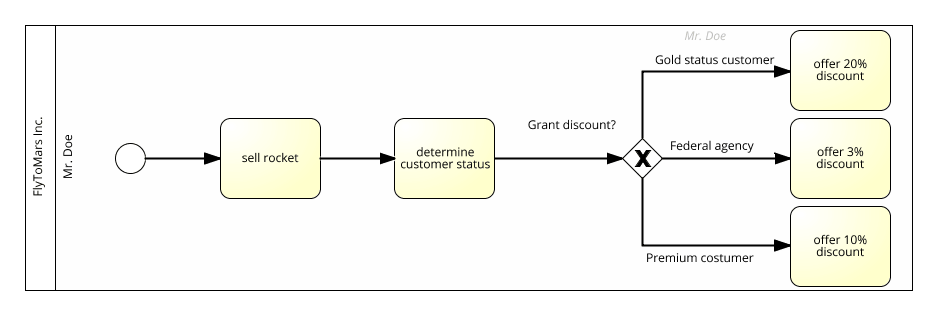 FlyToMars Inc.
Mr. Doe
sell rocket
determine
customer status
Grant discount?
Mr. Doe
Gold status customer
offer 20%
discount
Federal agency
offer 3%
discount
Premium costumer
offer 10%
discount